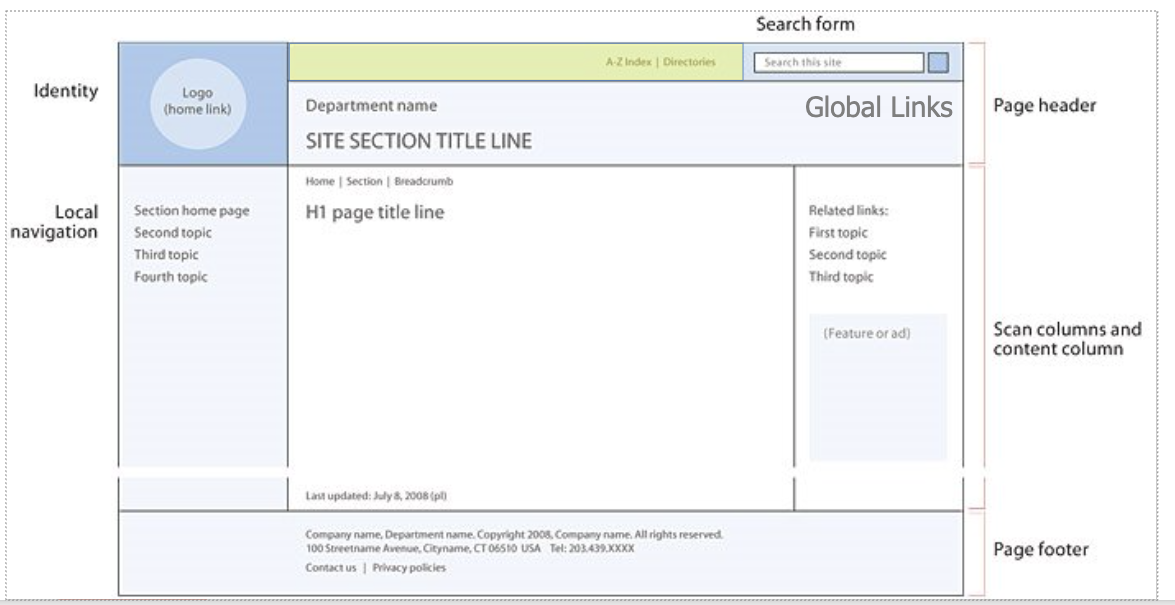 Search form
Identity
Logo
(home link)
A-Z Index | Directories
Search this site
Department name
Global Links
SITE SECTION TITLE LINE
Page header
Local
navigation
Home | Section | Breadcrumb
H1 page title line
Section home page
Second topic
Third topic
Fourth topic
Related links:
First topic
Second topic
Third topic
(Feature or ad)
Scan columns and
content column
Last updated: July 8, 2008 (pl)
Company name, Department name. Copyright 2008, Company name. All rights reserved.
100 Streetname Avenue, Cityname, CT 06510 USA Tel: 203.439.XXXX
Contact us | Privacy policies
Page footer